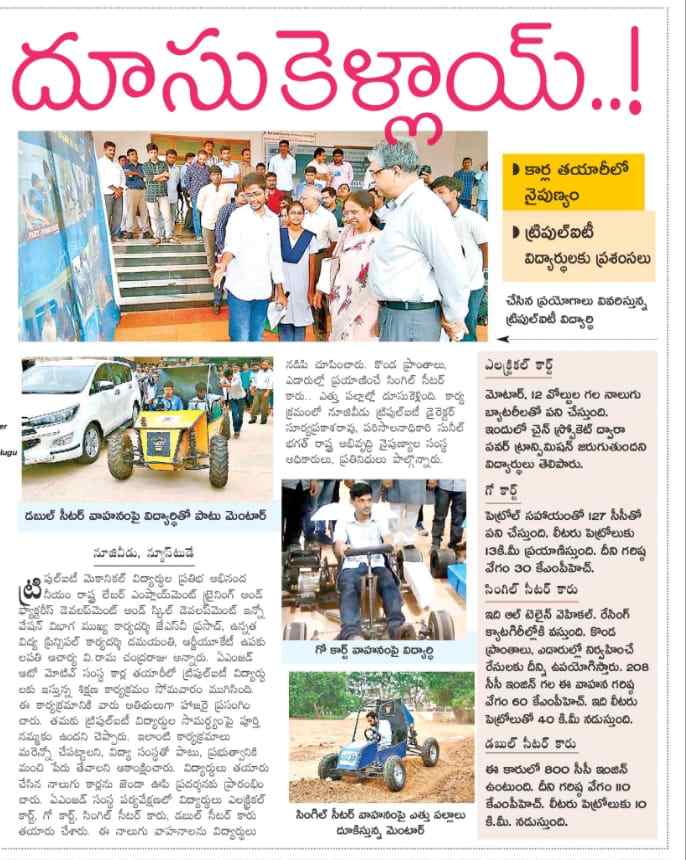 దూసుకెళ్లాయ్..!
కార్ల తయారీలో
నైపుణ్యం
ట్రిపుల్ఐటీ
విద్యార్థులకు ప్రశంసలు
చేసిన ప్రయోగాలు వివరిస్తున్న
ట్రిపుల్ఐటీ విద్యార్థి
er
lugu
డబుల్ సీటర్ వాహనంపై విద్యార్థితో పాటు మెంటార్
నూజివీడు, న్యూస్‌టుడే
ట్రిపుల్ఐటీ మెకానికల్ విద్యార్థుల ప్రతిభ అభినంద
నీయం రాష్ట్ర లేబర్ ఎంప్లాయ్‌మెంట్ ట్రైనింగ్ అండ్
ఫ్యాక్టరీస్ డెవలప్‌మెంట్ అండ్ స్కిల్ డెవలప్‌మెంట్ ఇన్నో
వేషన్ విభాగ ముఖ్య కార్యదర్శి జేఎస్‌వీ ప్రసాద్, ఉన్నత
విద్య ప్రిన్సిపల్ కార్యదర్శి దమయంతి, ఆర్జీయూకేటీ ఉపకు
లపతి ఆచార్య వి.రామ చంద్రరాజు అన్నారు. ఏఎంజడ్
ఆటో మోటివ్ సంస్థ కార్ల తయారీలో ట్రిపుల్ఐటీ విద్యార్థు
లకు ఇస్తున్న శిక్షణ కార్యక్రమం సోమవారం ముగిసింది.
ఈ కార్యక్రమానికి వారు అతిథులుగా హాజరై ప్రసంగిం
చారు. తమకు ట్రిపుల్ఐటీ విద్యార్థుల సామర్థ్యంపై పూర్తి
నమ్మకం ఉందని చెప్పారు. ఇలాంటి కార్యక్రమాలు
మరెన్నో చేపట్టాలని, విద్యా సంస్థతో పాటు, ప్రభుత్వానికి
మంచి పేరు తేవాలని ఆకాంక్షించారు. విద్యార్థులు తయారు
చేసిన నాలుగు కార్లను జెండా ఊపి ప్రదర్శనకు ప్రారంభిం
చారు. ఏఎంజడ్ సంస్థ పర్యవేక్షణలో విద్యార్థులు ఎలక్ట్రికల్
కార్ట్, గో కార్ట్, సింగిల్ సీటర్ కారు, డబుల్ సీటర్ కారు
తయారు చేశారు. ఈ నాలుగు వాహనాలను విద్యార్థులు
నడిపి చూపించారు. కొండ ప్రాంతాలు,
ఎడారుల్లో ప్రయాణించే సింగిల్ సీటర్
కారు.. ఎత్తు పల్లాల్లో దూసుకెళ్లింది. కార్య
క్రమంలో నూజివీడు ట్రిపుల్ఐటీ డైరెక్టర్
సూర్యప్రకాశరావు, పరిపాలనాధికారి సునీల్
భగత్ రాష్ట్ర అభివృద్ధి నైపుణ్యాల సంస్థ
అధికారులు, ప్రతినిధులు పాల్గొన్నారు.
గో కార్ట్ వాహనంపై విద్యార్థి
సింగిల్ సీటర్ వాహనంపై ఎత్తు పల్లాలు
దూకిస్తున్న మెంటార్
ఎలక్ట్రికల్ కార్ట్
మోటార్, 12 వోల్టుల గల నాలుగు
బ్యాటరీలతో పని చేస్తుంది.
ఇందులో చైన్ స్ప్రోకెట్ ద్వారా
పవర్ ట్రాన్స్‌మిషన్ జరుగుతుందని
విద్యార్థులు తెలిపారు.
గో కార్ట్
పెట్రోల్ సహాయంతో 127 సీసీతో
పని చేస్తుంది. లీటరు పెట్రోలుకు
13కి.మీ ప్రయాణిస్తుంది. దీని గరిష్ఠ
వేగం 30 కేఎంపీహెచ్.
సింగిల్ సీటర్ కారు
ఇది ఆల్ టెలైన్ వెహికల్. రేసింగ్
క్యాటగిరీల్లోకి వస్తుంది. కొండ
ప్రాంతాలు, ఎడారుల్లో నిర్వహించే
రేసులకు దీన్ని ఉపయోగిస్తారు. 208
సీసీ ఇంజిన్ గల ఈ వాహన గరిష్ఠ
వేగం 60 కేఎంపీహెచ్. ఇది లీటరు
పెట్రోలుతో 40 కి.మీ నడుస్తుంది.
డబుల్ సీటర్ కారు
ఈ కారులో 800 సీసీ ఇంజిన్
ఉంటుంది. దీని గరిష్ఠ వేగం 110
కేఎంపీహెచ్. లీటరు పెట్రోలుకు 10
కి.మీ. నడుస్తుంది.